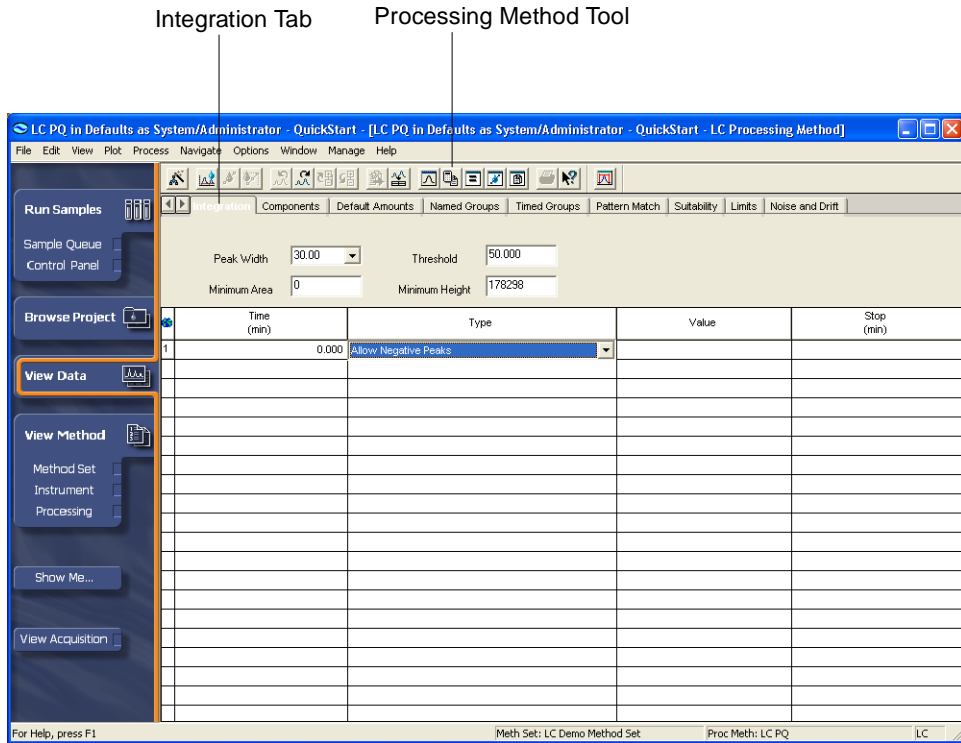 Integration Tab Processing Method Tool
LC PQ in Defaults as System/Administrator - QuickStart - [LC PQ in Defaults as System/Administrator - QuickStart - LC Processing Method]
File Edit View Plot Process Navigate Options Window Manage Help
Run Samples
Sample Queue
Control Panel
Browse Project
View Data
View Method
Method Set
Instrument
Processing
Show Me...
View Acquisition
Integration Components Default Amounts Named Groups Timed Groups Pattern Match Suitability Limits Noise and Drift
Peak Width 30.00 Threshold 50.000
Minimum Area 0 Minimum Height 178298
Time (min) Type Value Stop (min)
1 0.000 Allow Negative Peaks
For Help, press F1 Meth Set: LC Demo Method Set Proc Meth: LC PQ LC